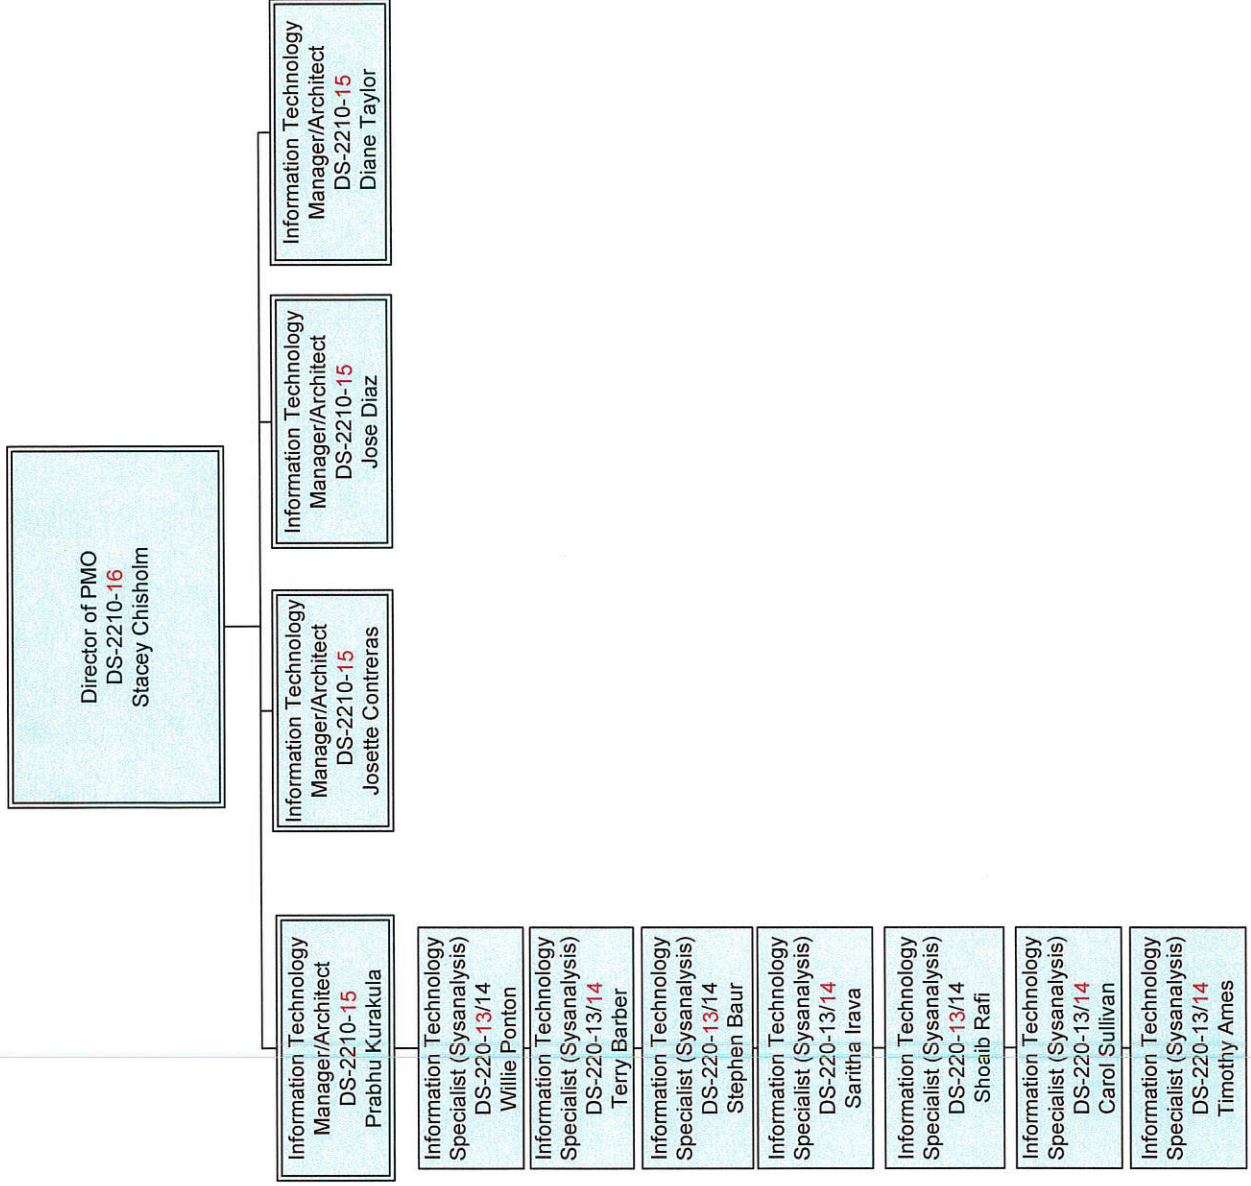 Director of PMO
DS-2210-16
Stacey Chisholm
Information Technology
Manager/Architect
DS-2210-15
Prabhu Kurakula
Information Technology
Manager/Architect
DS-2210-15
Josette Contreras
Information Technology
Manager/Architect
DS-2210-15
Jose Diaz
Information Technology
Manager/Architect
DS-2210-15
Diane Taylor
Information Technology
Specialist (Sysanalysis)
DS-220-13/14
Willie Ponton
Information Technology
Specialist (Sysanalysis)
DS-220-13/14
Terry Barber
Information Technology
Specialist (Sysanalysis)
DS-220-13/14
Stephen Baur
Information Technology
Specialist (Sysanalysis)
DS-220-13/14
Saritha Irava
Information Technology
Specialist (Sysanalysis)
DS-220-13/14
Shoaib Rafi
Information Technology
Specialist (Sysanalysis)
DS-220-13/14
Carol Sullivan
Information Technology
Specialist (Sysanalysis)
DS-220-13/14
Timothy Ames